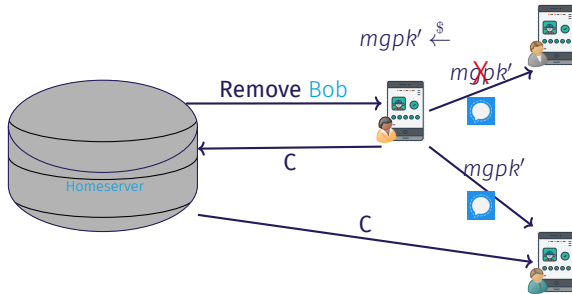 mgpk′ ←$
mgpk′
X
Remove Bob
C
mgpk′
Homeserver
C